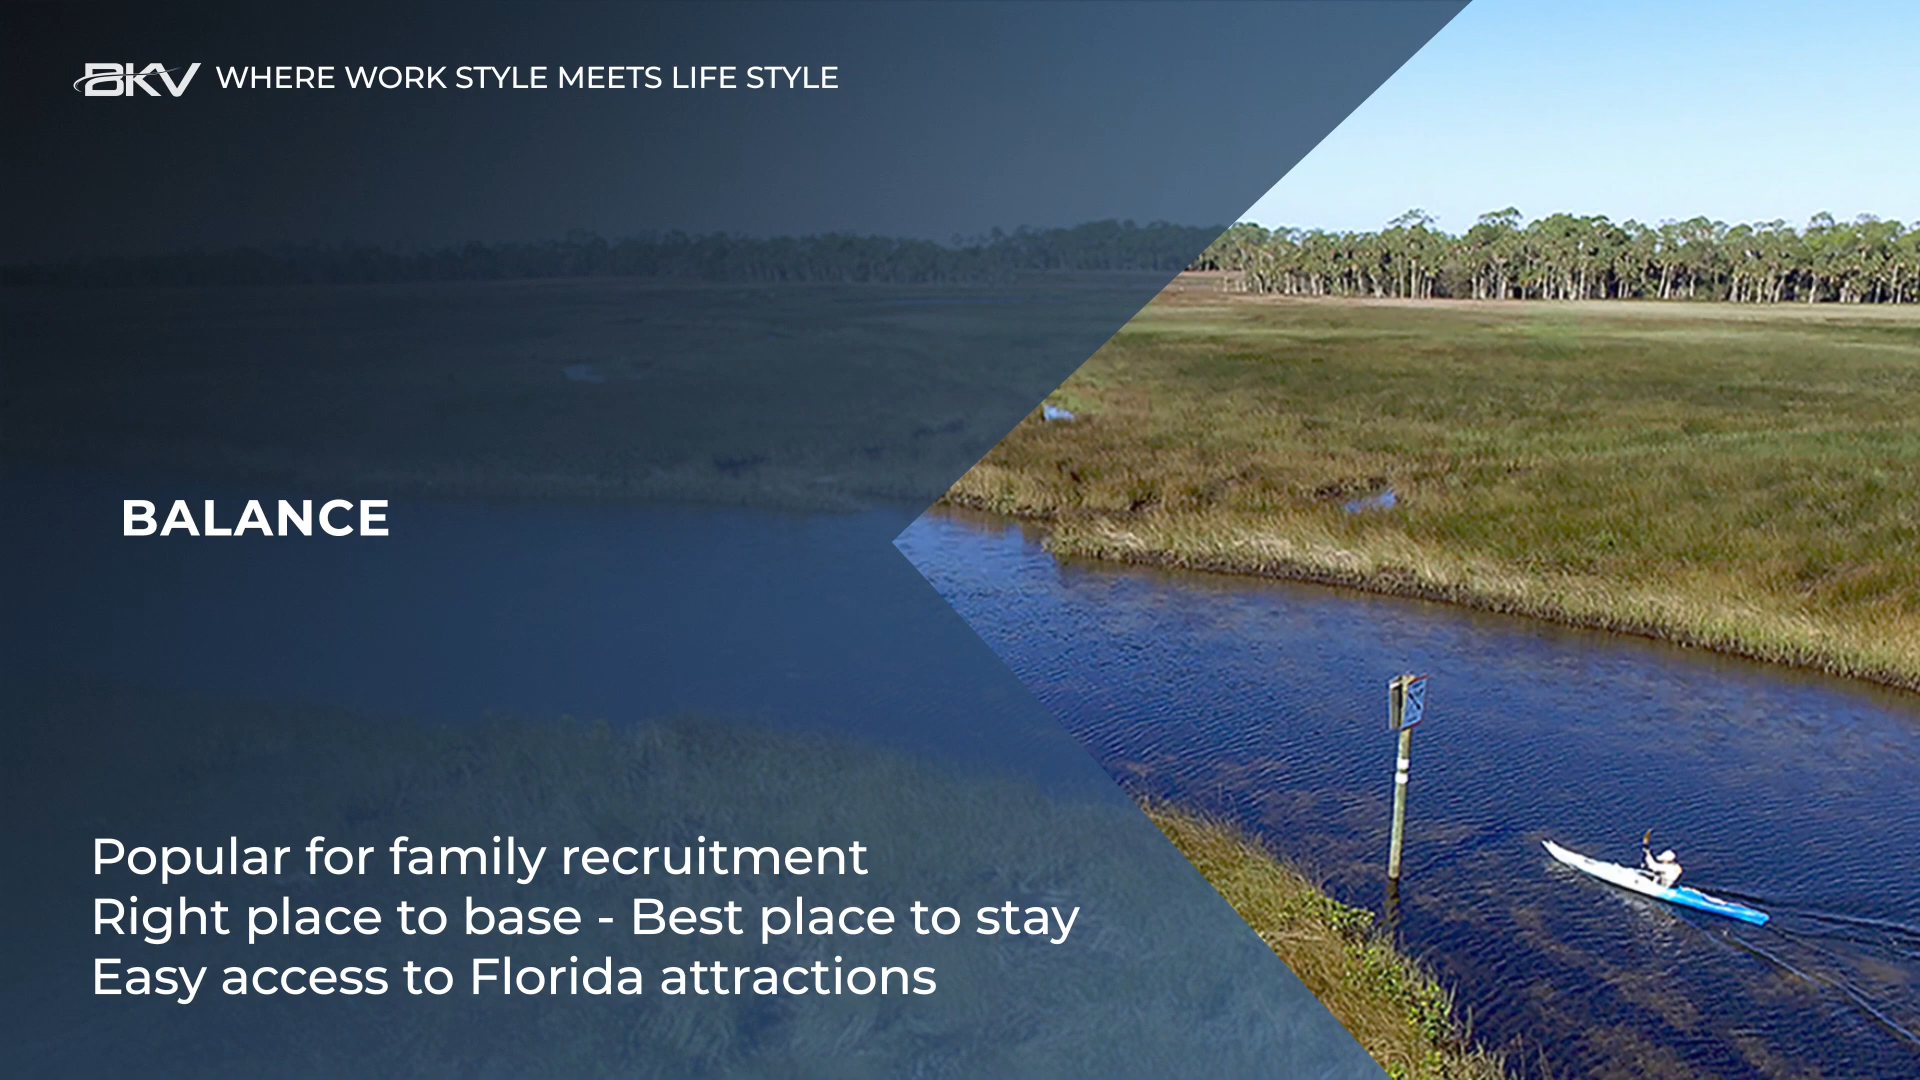 BKV WHERE WORK STYLE MEETS LIFE STYLE
BALANCE
Popular for family recruitment
Right place to base - Best place to stay
Easy access to Florida attractions